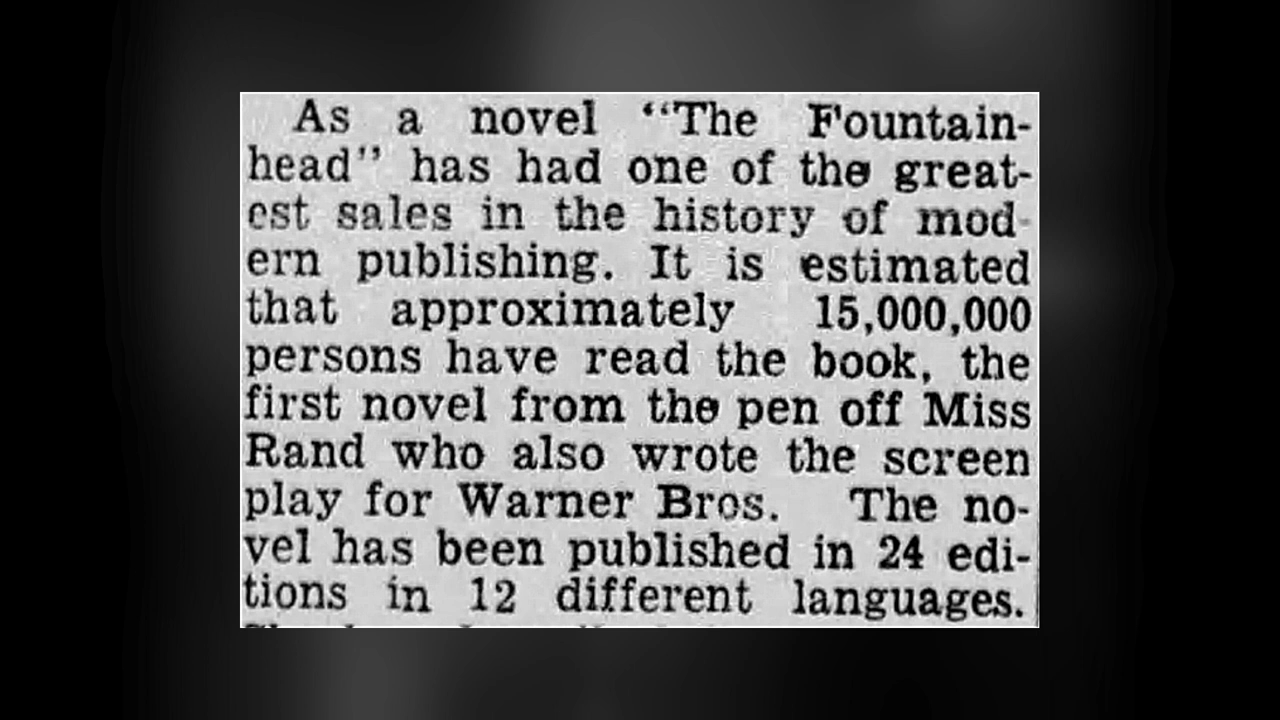 As a novel “The Fountain-
head” has had one of the great-
est sales in the history of mod-
ern publishing. It is estimated
that approximately 15,000,000
persons have read the book, the
first novel from the pen off Miss
Rand who also wrote the screen
play for Warner Bros. The no-
vel has been published in 24 edi-
tions in 12 different languages.